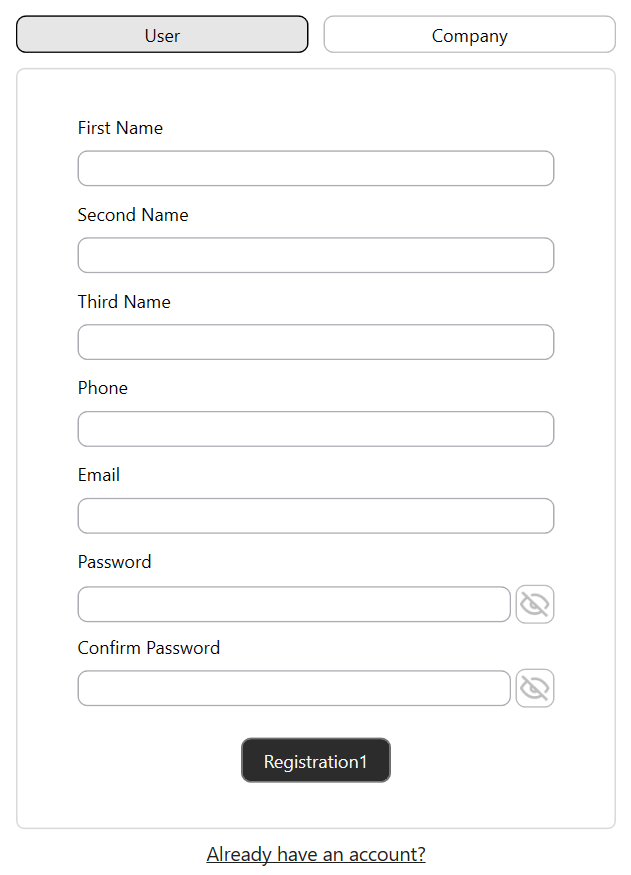 User
Company
First Name
Second Name
Third Name
Phone
Email
Password
Confirm Password
Registration1
Already have an account?